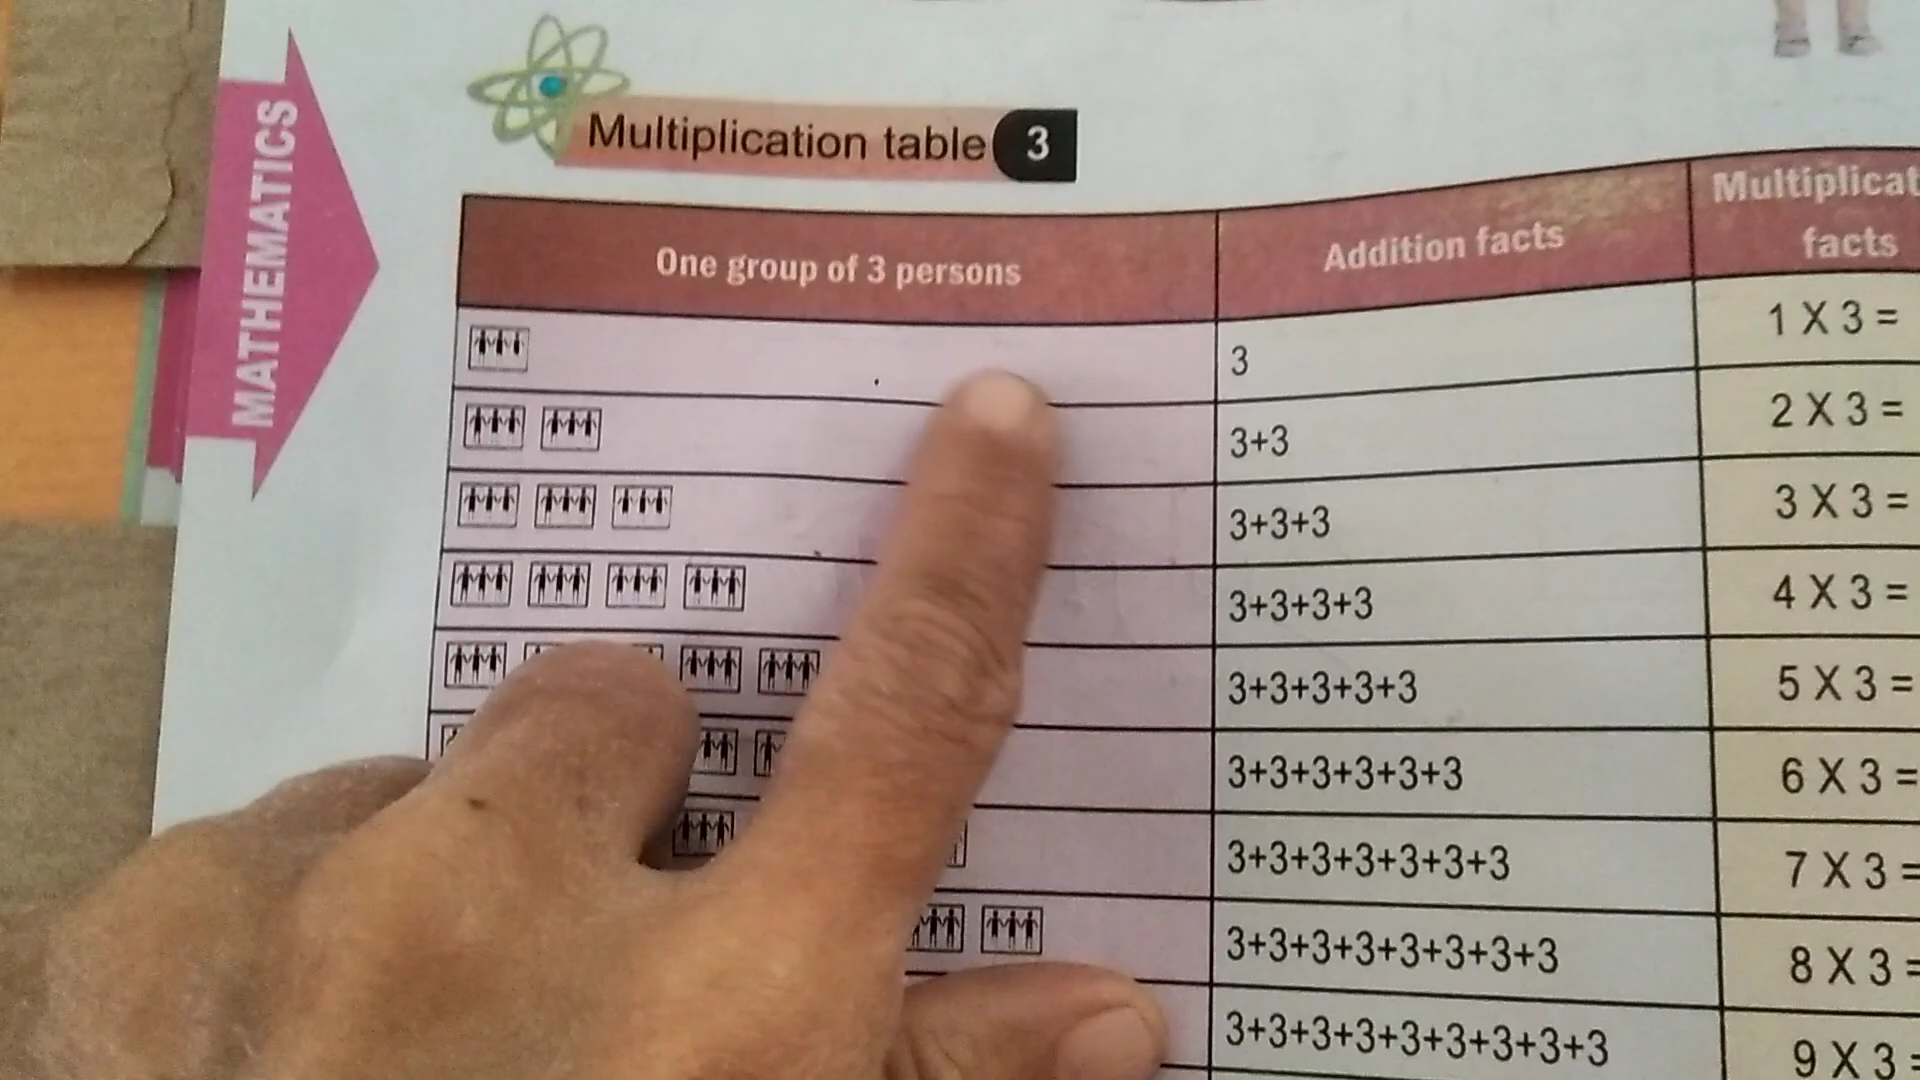 MATHEMATICS
Multiplication table 3
One group of 3 persons
Addition facts
facts
3
1 X 3 =
3+3
2 X 3 =
3+3+3
3 X 3 =
3+3+3+3
4 X 3 =
3+3+3+3+3
5 X 3 =
3+3+3+3+3+3
6 X 3 =
3+3+3+3+3+3+3
7 X 3 =
3+3+3+3+3+3+3+3
8 X 3 =
3+3+3+3+3+3+3+3+3
9 X 3 =